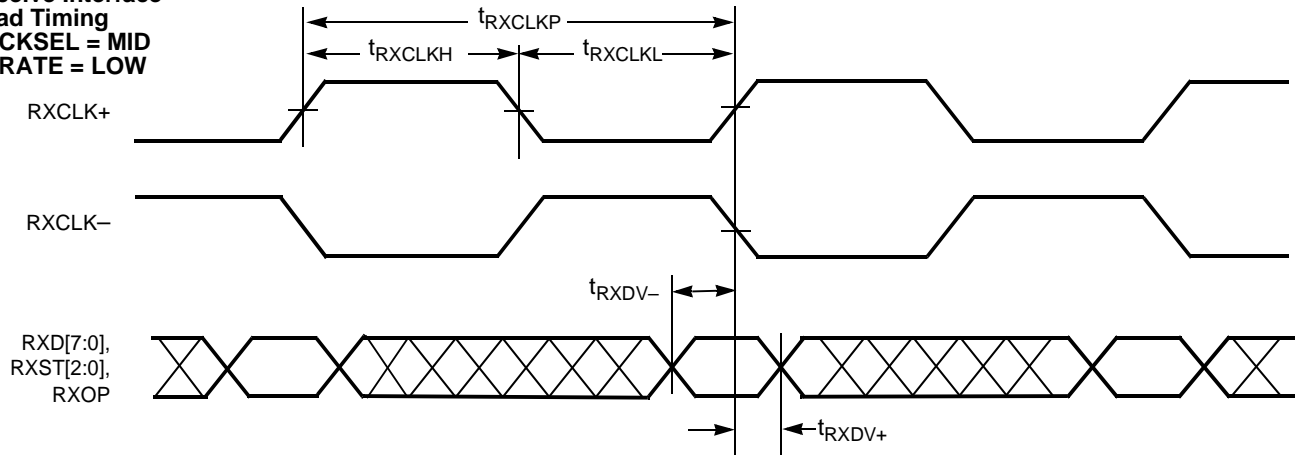 ad Timing
CKSEL = MID
RATE = LOW
tRXCLKP
tRXCLKH
tRXCLKL
RXCLK+
RXCLK–
tRXDV–
RXD[7:0],
RXST[2:0],
RXOP
tRXDV+